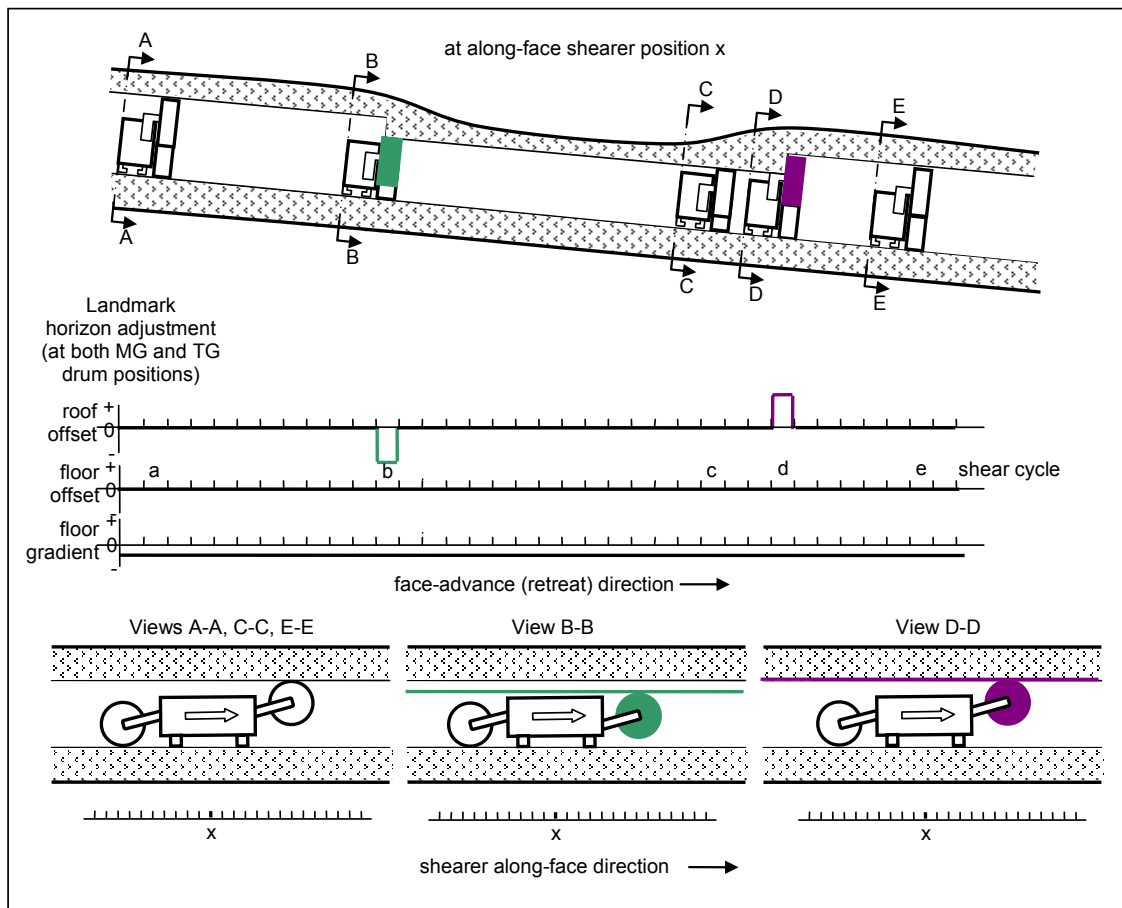 at along-face shearer position x
A
B
C
D
E
A
B
C
D
E
Landmark
horizon adjustment
(at both MG and TG
drum positions)
roof
offset
+
0
-
a
b
c
d
e
shear cycle
floor
offset
+
0
-
floor
gradient
+
0
-
face-advance (retreat) direction
Views A-A, C-C, E-E
View B-B
View D-D
x
x
x
shearer along-face direction